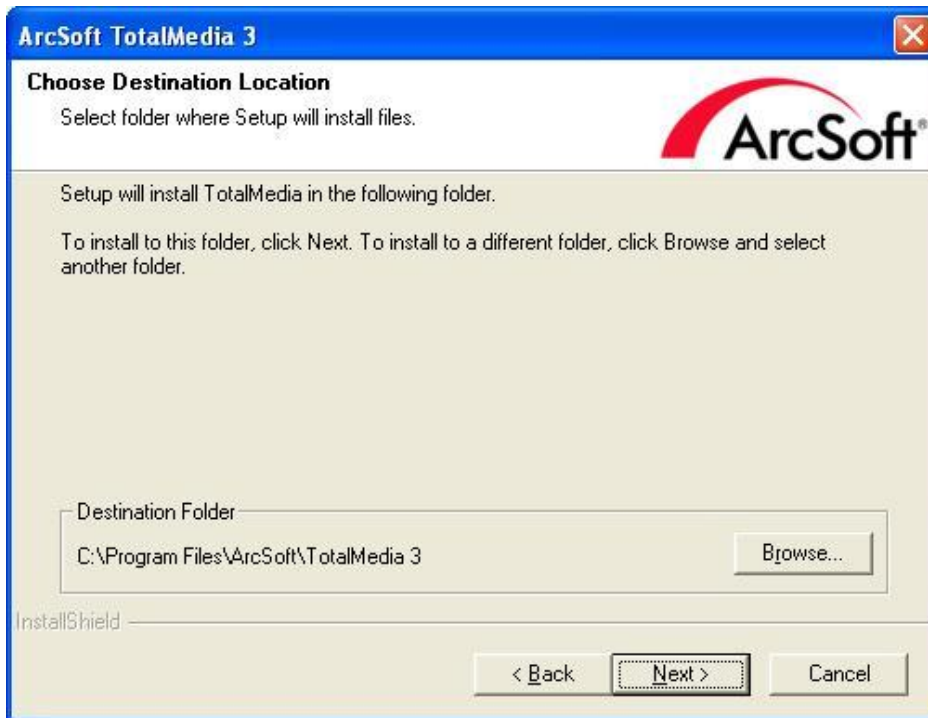 ArcSoft TotalMedia 3
Choose Destination Location
Select folder where Setup will install files.
ArcSoft®
Setup will install TotalMedia in the following folder.
To install to this folder, click Next. To install to a different folder, click Browse and select
another folder.
Destination Folder
C:\Program Files\ArcSoft\TotalMedia 3
Browse...
InstallShield
< Back
Next >
Cancel